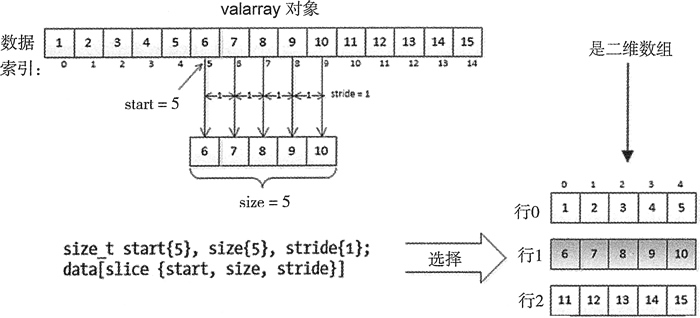 valarray 对象
数据 1 2 3 4 5 6 7 8 9 10 11 12 13 14 15
索引: 0 1 2 3 4 5 6 7 8 9 10 11 12 13 14
start = 5
1 1 1 1 stride = 1
6 7 8 9 10
size = 5
size_t start{5}, size{5}, stride{1};
data[slice {start, size, stride}]
选择
是二维数组
0 1 2 3 4
行0 1 2 3 4 5
行1 6 7 8 9 10
行2 11 12 13 14 15